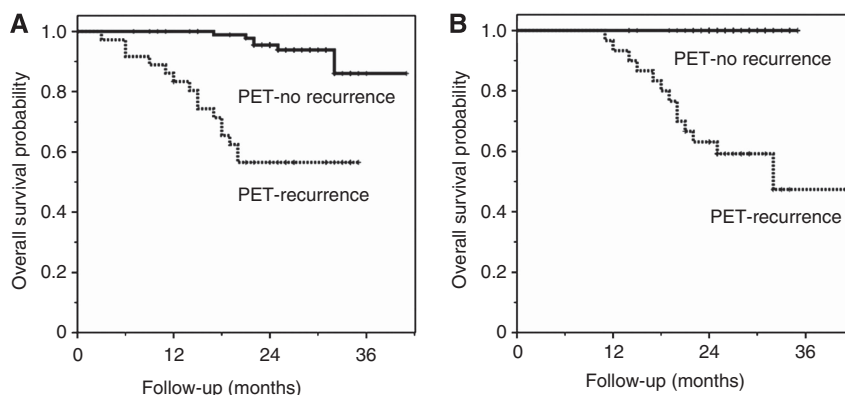 A
1.0
0.8
0.6
0.4
0.2
0
Overall survival probability
PET-no recurrence
PET-recurrence
0 12 24 36
Follow-up (months)
B
1.0
0.8
0.6
0.4
0.2
0
Overall survival probability
PET-no recurrence
PET-recurrence
0 12 24 36
Follow-up (months)